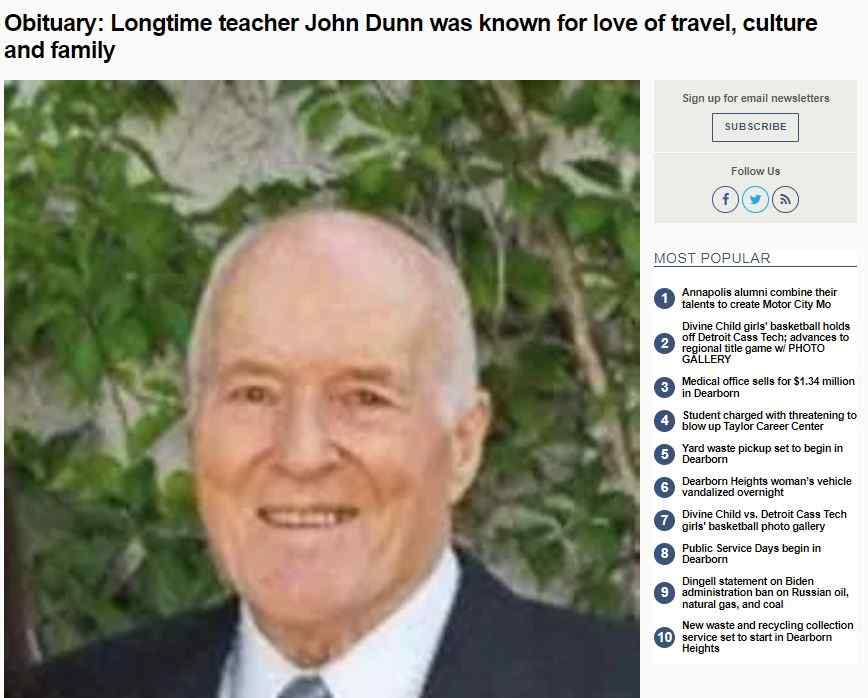 Obituary: Longtime teacher John Dunn was known for love of travel, culture
and family
Sign up for email newsletters
SUBSCRIBE
Follow Us
MOST POPULAR
1 Annapolis alumni combine their
talents to create Motor City Mo
2 Divine Child girls' basketball holds
off Detroit Cass Tech; advances to
regional title game w/ PHOTO
GALLERY
3 Medical office sells for $1.34 million
in Dearborn
4 Student charged with threatening to
blow up Taylor Career Center
5 Yard waste pickup set to begin in
Dearborn
6 Dearborn Heights woman's vehicle
vandalized overnight
7 Divine Child vs. Detroit Cass Tech
girls' basketball photo gallery
8 Public Service Days begin in
Dearborn
9 Dingell statement on Biden
administration ban on Russian oil,
natural gas, and coal
10 New waste and recycling collection
service set to start in Dearborn
Heights